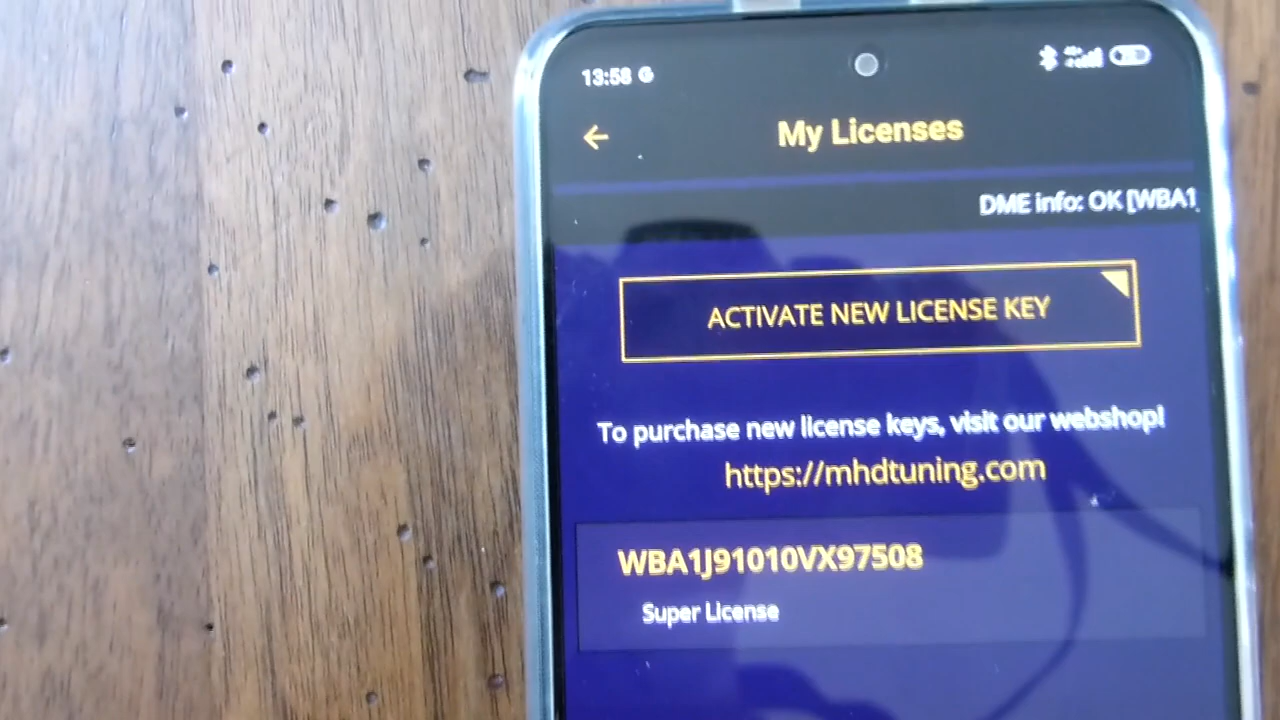 13:58 G
My Licenses
DME info: OK [WBA1
ACTIVATE NEW LICENSE KEY
To purchase new license keys, visit our webshop!
https://mhdtuning.com
WBA1J91010VX97508
Super License